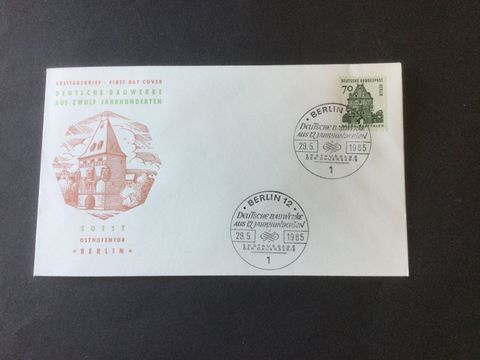 ERSTTAGSBRIEF · FIRST DAY COVER
DEUTSCHE BAUWERKE
AUS ZWÖLF JAHRHUNDERTEN
SOEST
OSTHOFENTOR
"BERLIN"
DEUTSCHE BUNDESPOST
70
BERLIN
BERLIN 12
DEUTSCHE BAUWERKE
AUS 12 JAHRHUNDERTEN
29.5. 1965
ERSTAUSGABE
1
BERLIN 12
DEUTSCHE BAUWERKE
AUS 12 JAHRHUNDERTEN
29.5. 1965
ERSTAUSGABE
1